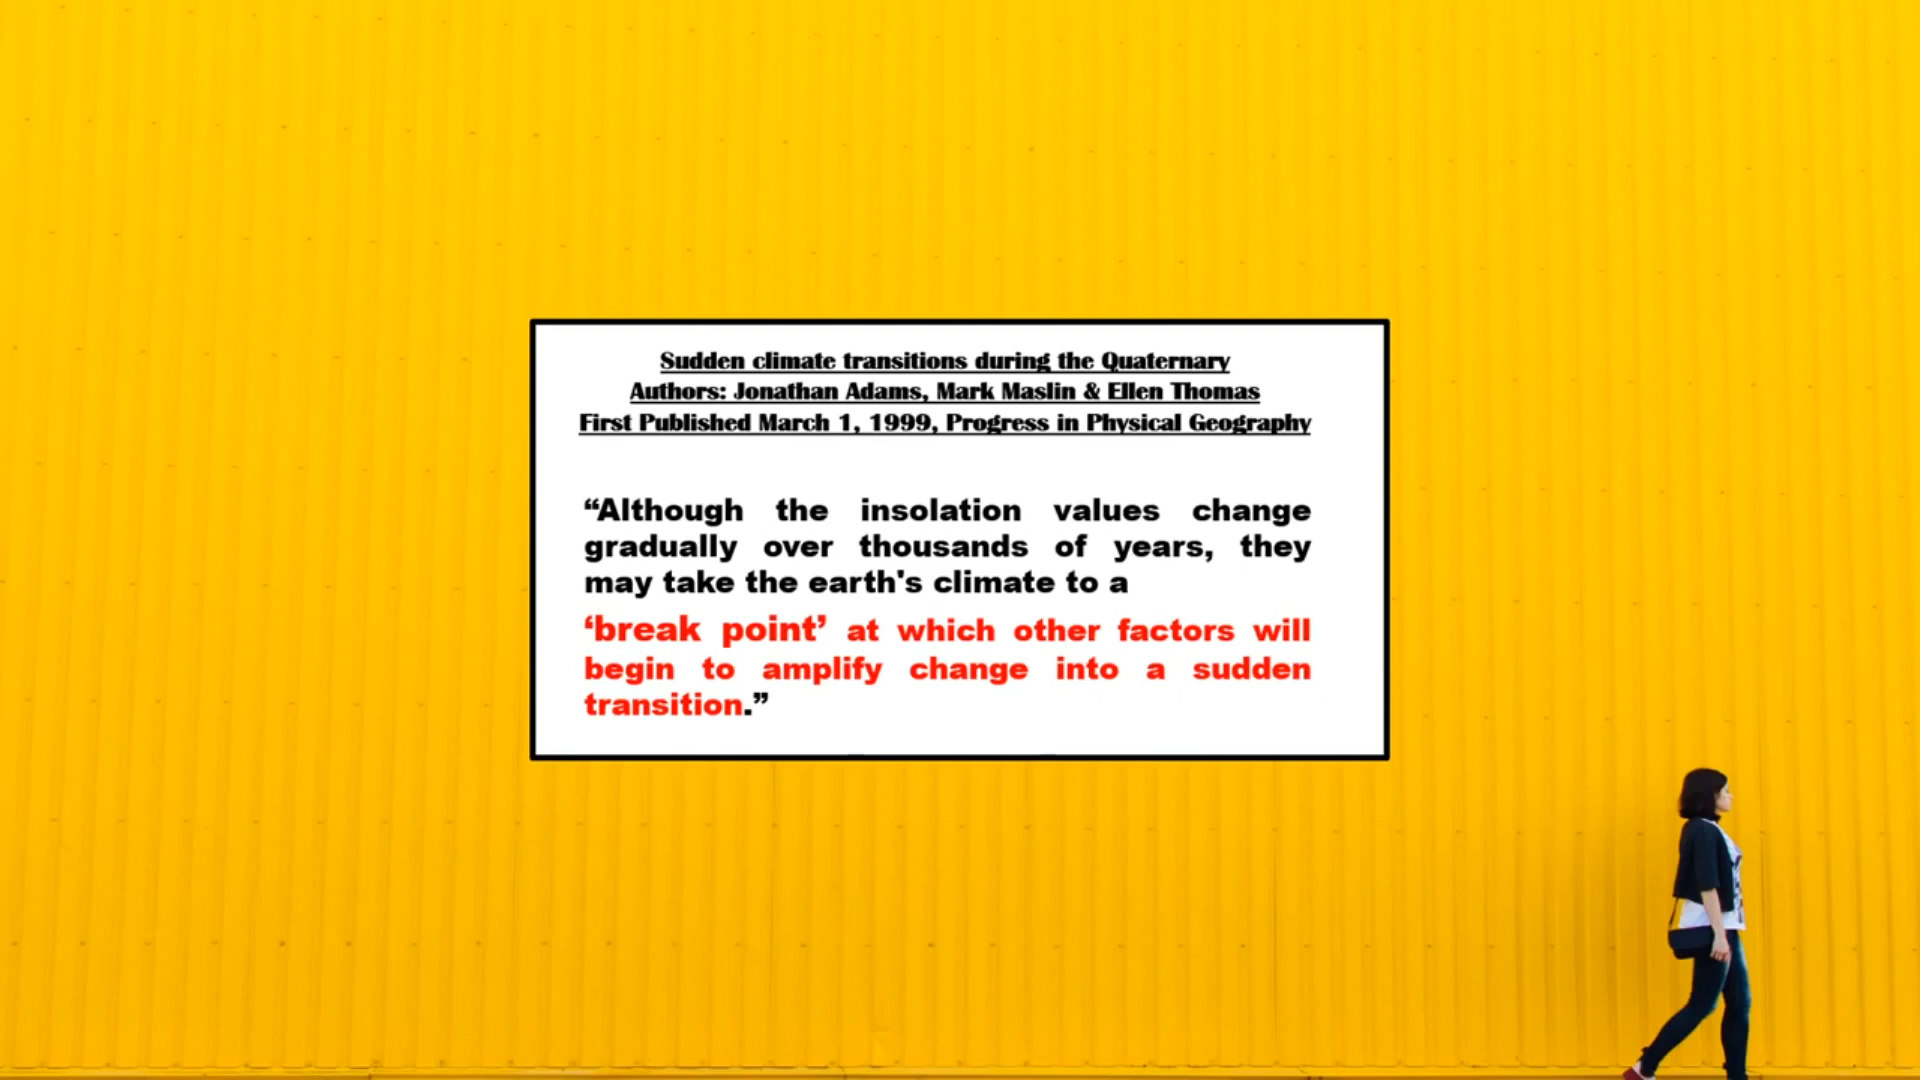 Sudden climate transitions during the Quaternary
Authors: Jonathan Adams, Mark Maslin & Ellen Thomas
First Published March 1, 1999, Progress in Physical Geography
“Although the insolation values change
gradually over thousands of years, they
may take the earth's climate to a
‘break point’ at which other factors will
begin to amplify change into a sudden
transition.”